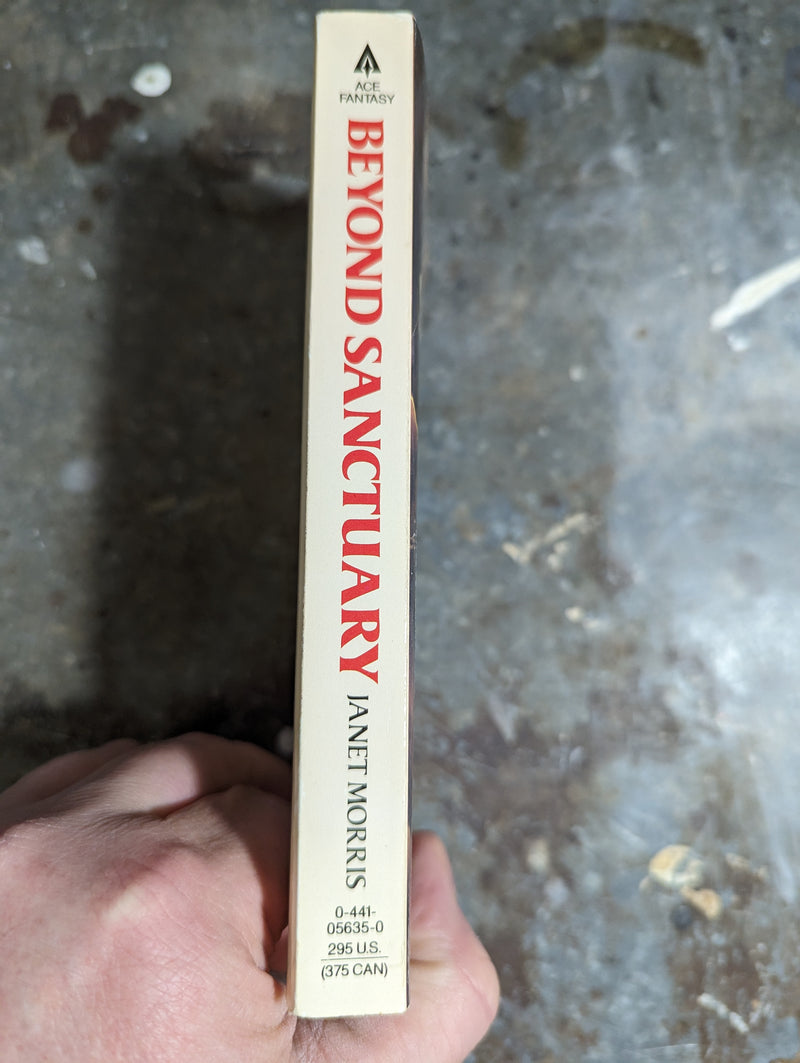 ACE
FANTASY
BEYOND SANCTUARY
JANET MORRIS
0-441-
05635-0
295 U.S.
(375 CAN)